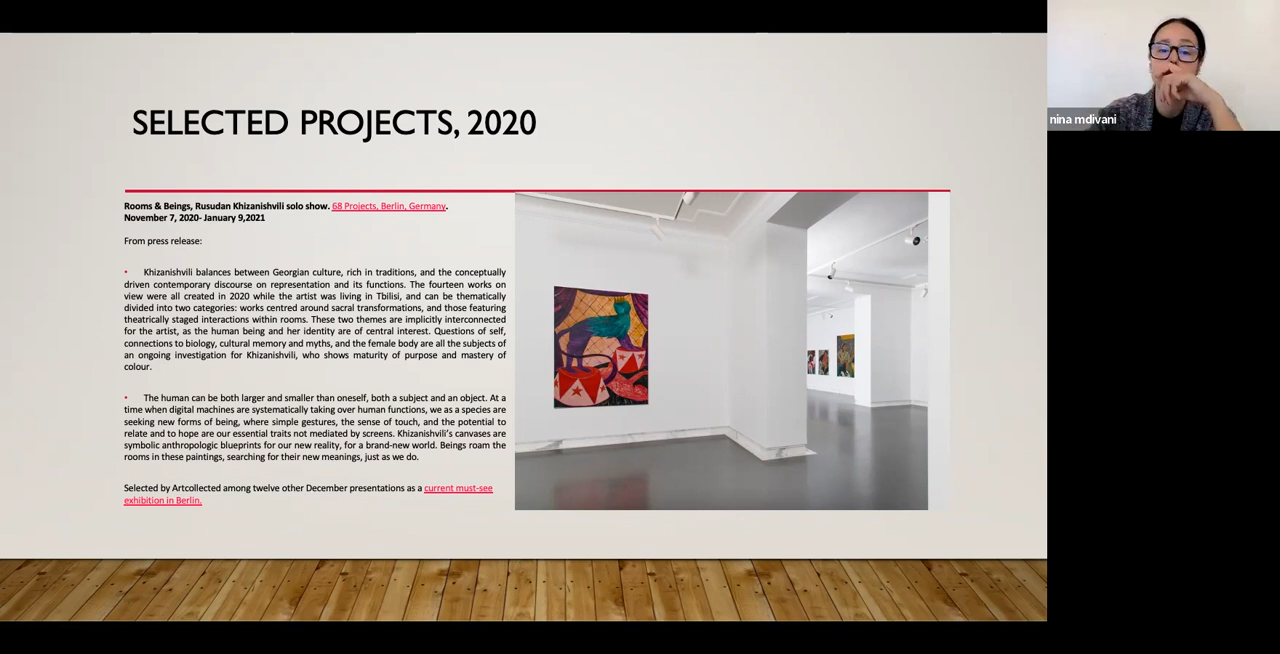 SELECTED PROJECTS, 2020
Rooms & Beings, Rusudan Khizanishvili solo show. 68 Projects, Berlin, Germany.
November 7, 2020- January 9,2021
From press release:
• Khizanishvili balances between Georgian culture, rich in traditions, and the conceptually
driven contemporary discourse on representation and its functions. The fourteen works on
view were all created in 2020 while the artist was living in Tbilisi, and can be thematically
divided into two categories: works centred around sacral transformations, and those featuring
theatrically staged interactions within rooms. These two themes are implicitly interconnected
for the artist, as the human being and her identity are of central interest. Questions of self,
connections to biology, cultural memory and myths, and the female body are all the subjects of
an ongoing investigation for Khizanishvili, who shows maturity of purpose and mastery of
colour.
• The human can be both larger and smaller than oneself, both a subject and an object. At a
time when digital machines are systematically taking over human functions, we as a species are
seeking new forms of being, where simple gestures, the sense of touch, and the potential to
relate and to hope are our essential traits not mediated by screens. Khizanishvili's canvases are
symbolic anthropologic blueprints for our new reality, for a brand-new world. Beings roam the
rooms in these paintings, searching for their new meanings, just as we do.
Selected by Artcollected among twelve other December presentations as a current must-see
exhibition in Berlin.
nina mdivani